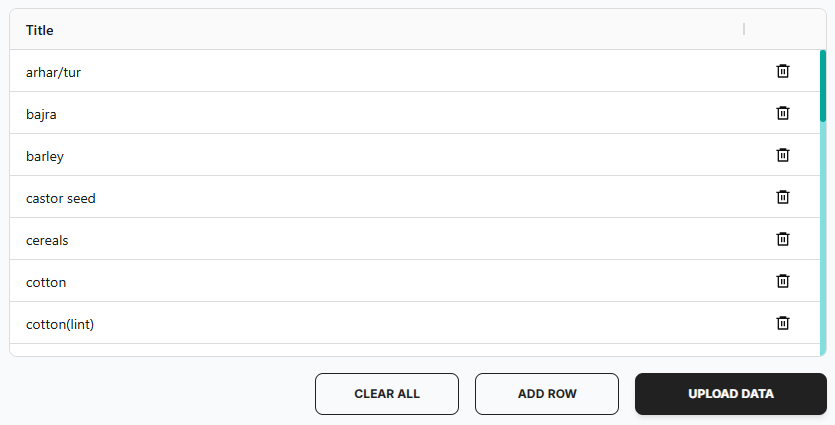 Title
arhar/tur
bajra
barley
castor seed
cereals
cotton
cotton(lint)
CLEAR ALL ADD ROW UPLOAD DATA